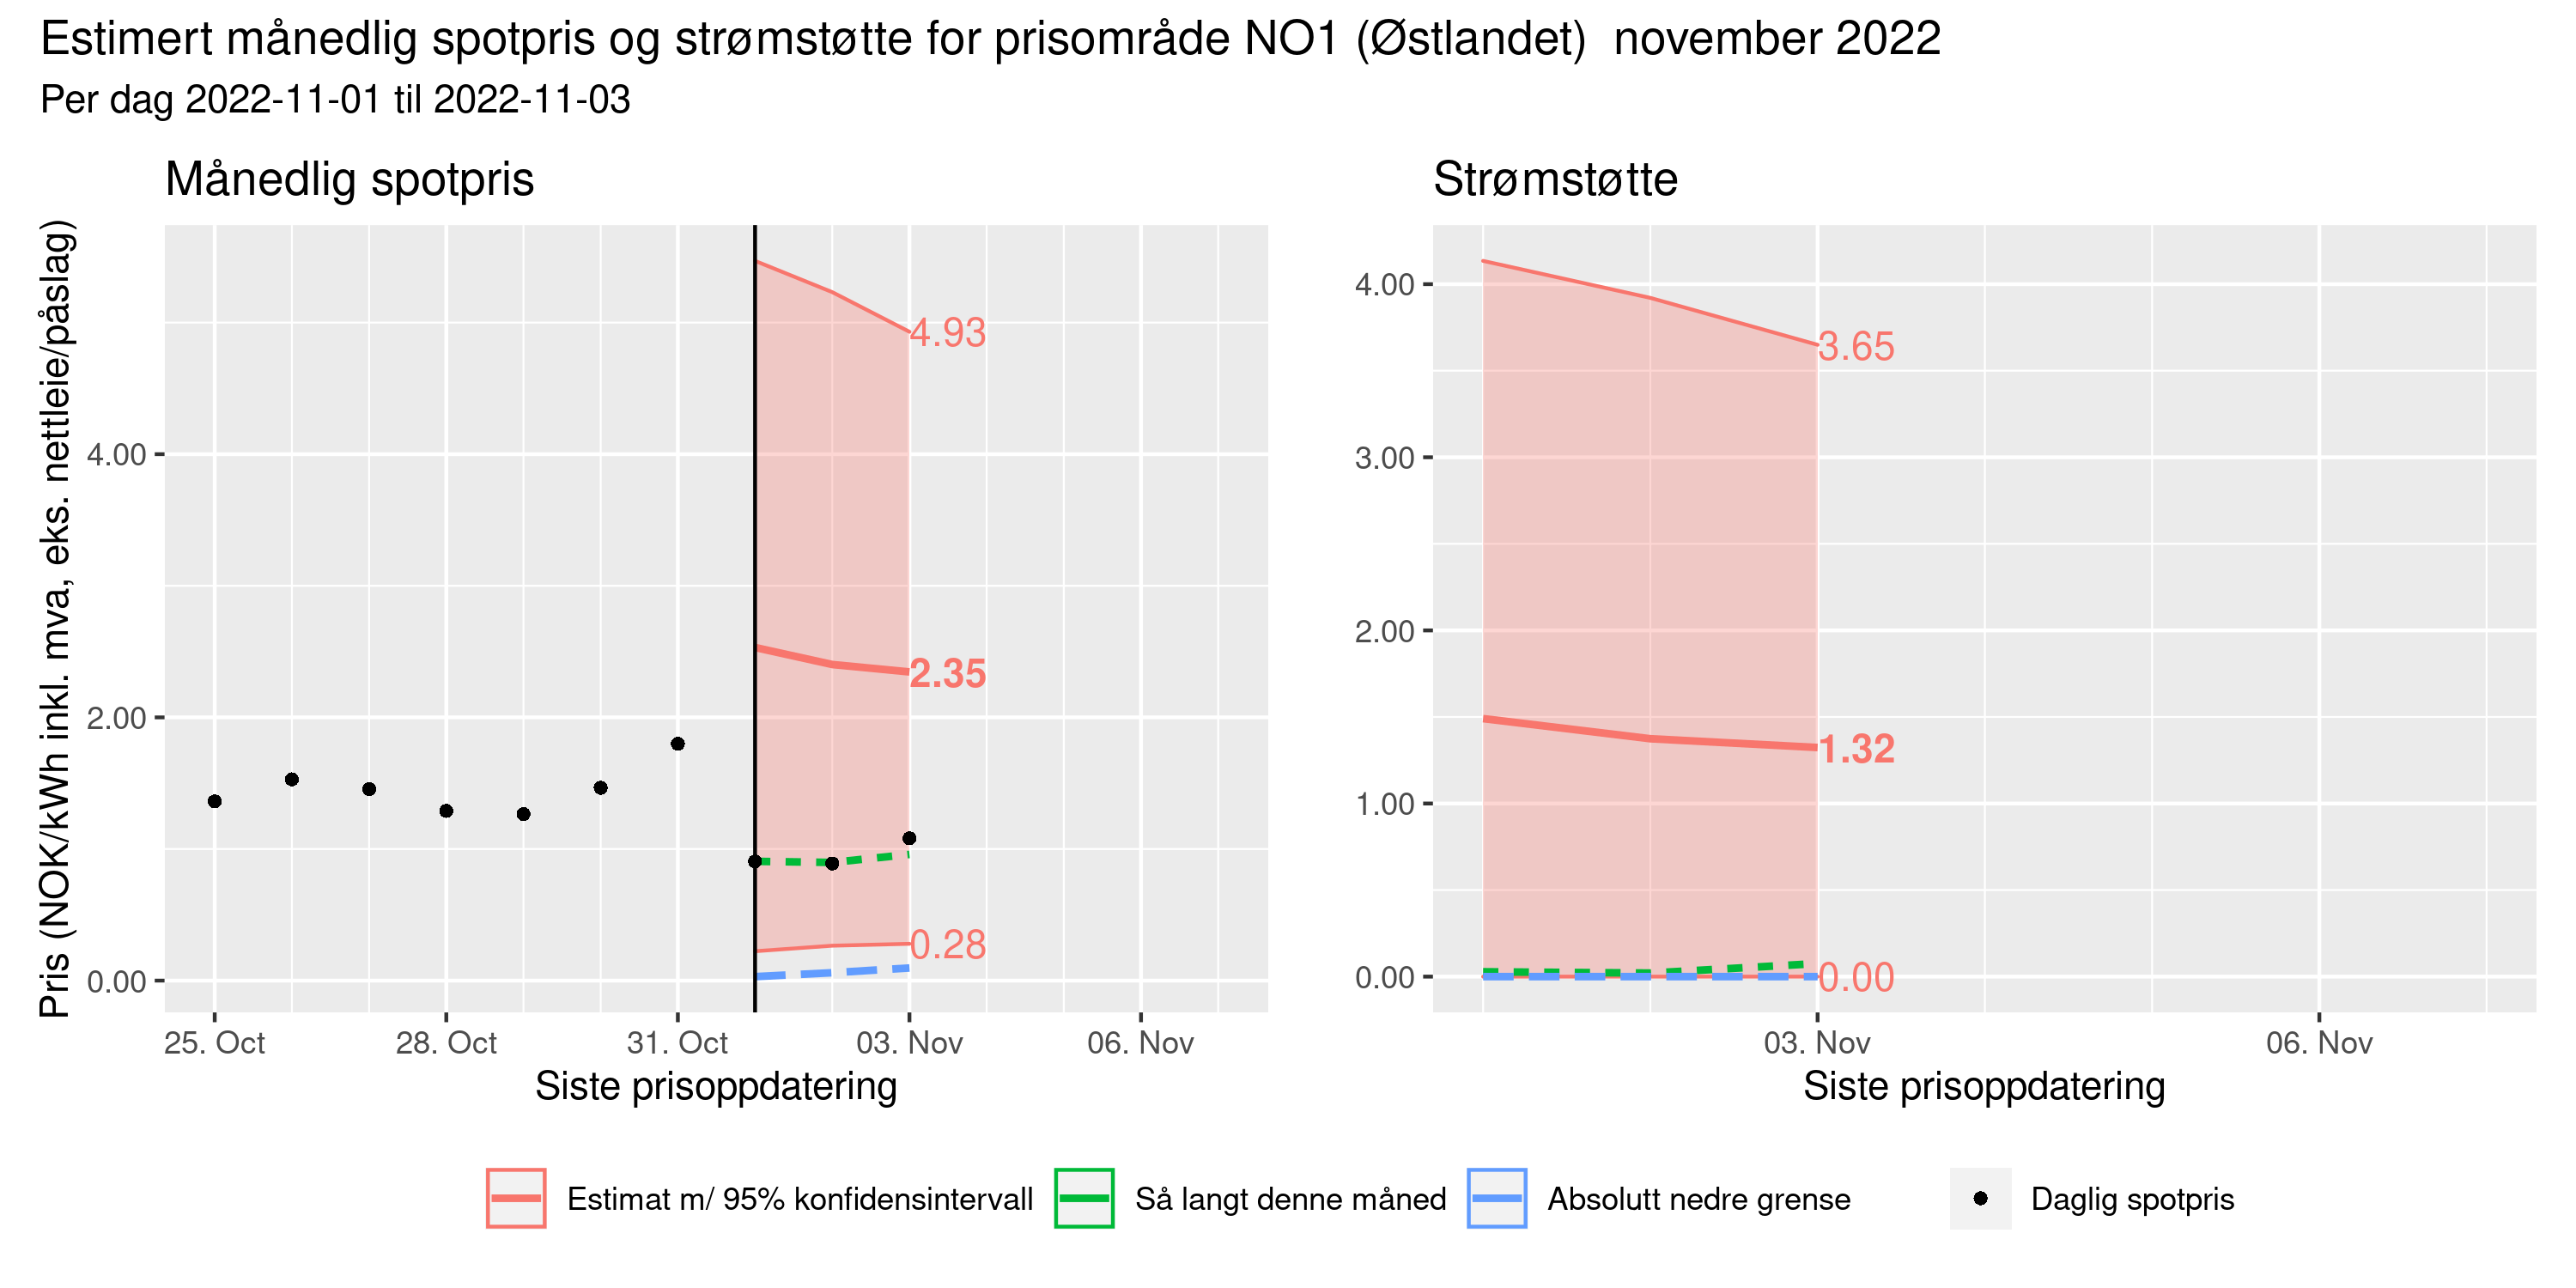 Estimert månedlig spotpris og strømstøtte for prisområde NO1 (Østlandet)  november 2022
Per dag 2022-11-01 til 2022-11-03
Månedlig spotpris
Pris (NOK/kWh inkl. mva, eks. nettleie/påslag)
4.00
2.00
0.00
4.93
2.35
0.28
25. Oct
28. Oct
31. Oct
03. Nov
06. Nov
Siste prisoppdatering
Strømstøtte
4.00
3.00
2.00
1.00
0.00
3.65
1.32
0.00
03. Nov
06. Nov
Siste prisoppdatering
Estimat m/ 95% konfidensintervall
Så langt denne måned
Absolutt nedre grense
Daglig spotpris